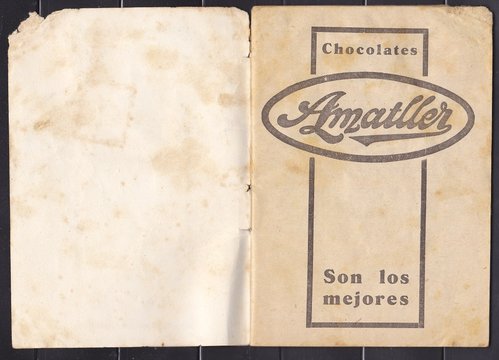 Chocolates
Amatller
Son los
mejores